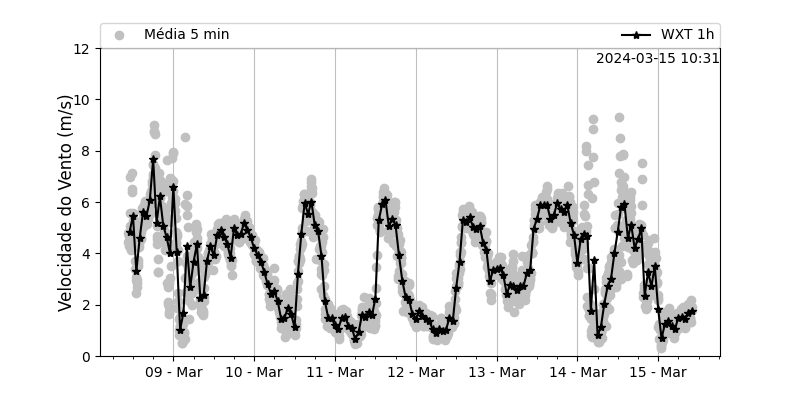 Média 5 min
WXT 1h
2024-03-15 10:31
Velocidade do Vento (m/s)
12
10
8
6
4
2
0
09 - Mar
10 - Mar
11 - Mar
12 - Mar
13 - Mar
14 - Mar
15 - Mar